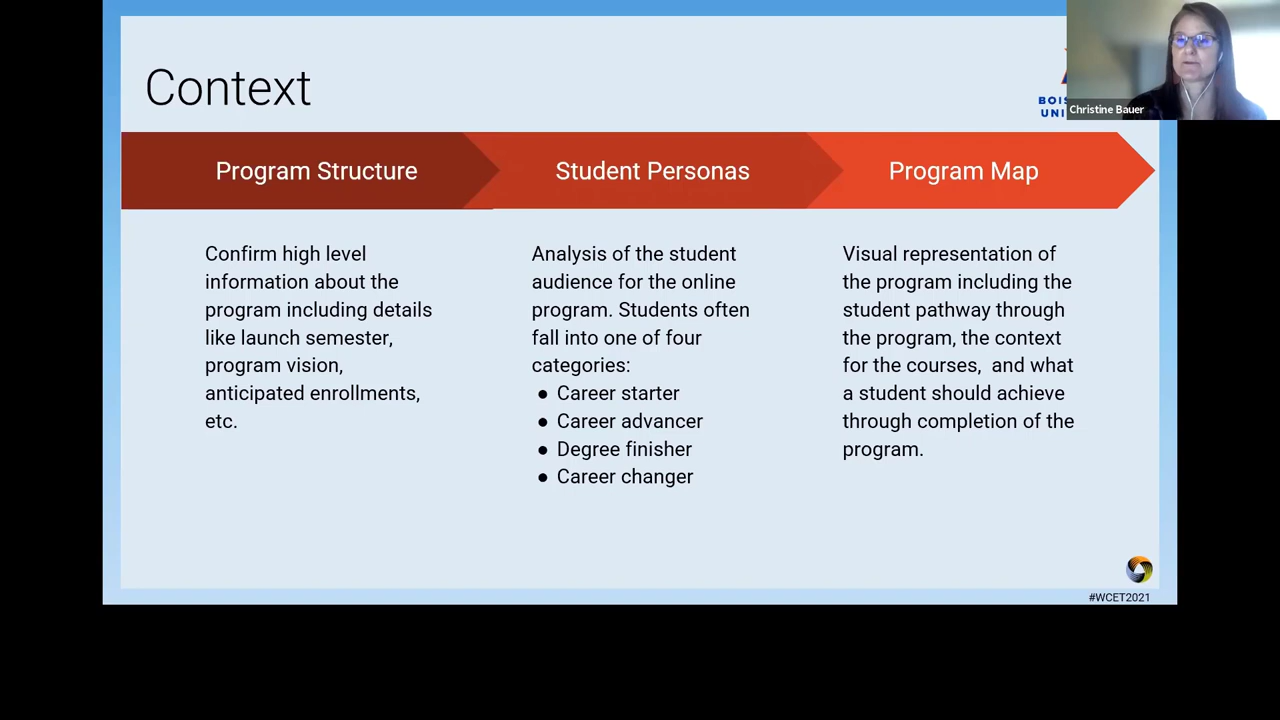 Context
BOIS
UNI
Christine Bauer
Program Structure
Student Personas
Program Map
Confirm high level
information about the
program including details
like launch semester,
program vision,
anticipated enrollments,
etc.
Analysis of the student
audience for the online
program. Students often
fall into one of four
categories:
● Career starter
● Career advancer
● Degree finisher
● Career changer
Visual representation of
the program including the
student pathway through
the program, the context
for the courses, and what
a student should achieve
through completion of the
program.
#WCET2021